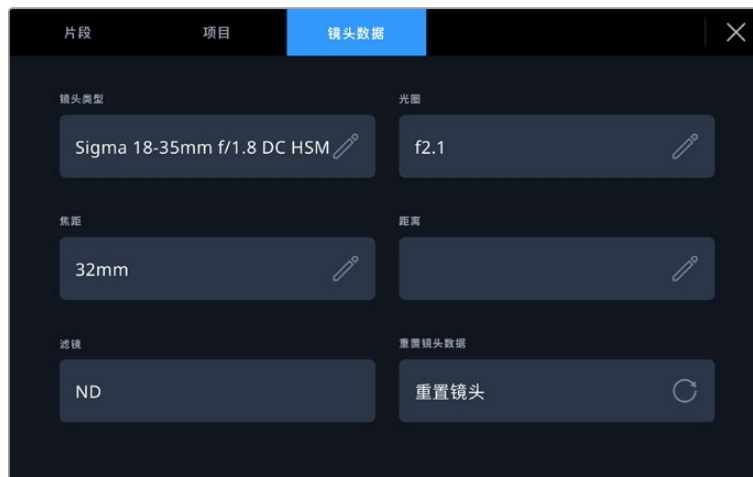 片段 项目 镜头数据
镜头类型 光圈
Sigma 18-35mm f/1.8 DC HSM f2.1
焦距 距离
32mm
滤镜 重置镜头数据
ND 重置镜头